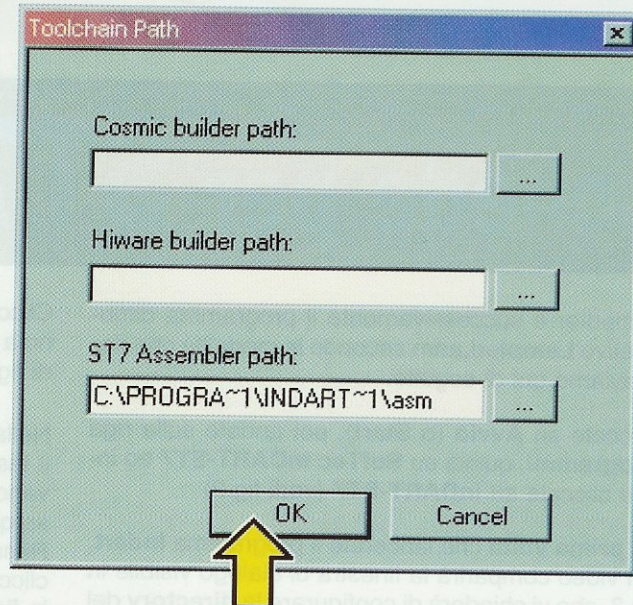 Toolchain Path
Cosmic builder path:
...
Hiware builder path:
...
ST7 Assembler path:
C:\PROGRA~1\INDART~1\asm
...
OK
Cancel